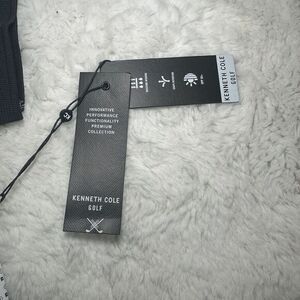 INNOVATIVE
PERFORMANCE
FUNCTIONALITY
PREMIUM
COLLECTION
KENNETH COLE
GOLF
KENNETH COLE
GOLF